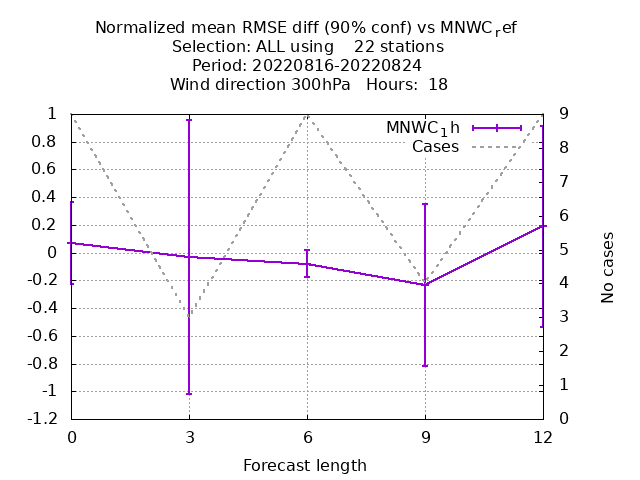 Normalized mean RMSE diff (90% conf) vs MNWC_ref
Selection: ALL using    22 stations
Period: 20220816-20220824
Wind direction 300hPa   Hours:  18
MNWC_1h
Cases
1
0.8
0.6
0.4
0.2
0
-0.2
-0.4
-0.6
-0.8
-1
-1.2
9
8
7
6
5
4
3
2
1
0
No cases
0 3 6 9 12
Forecast length